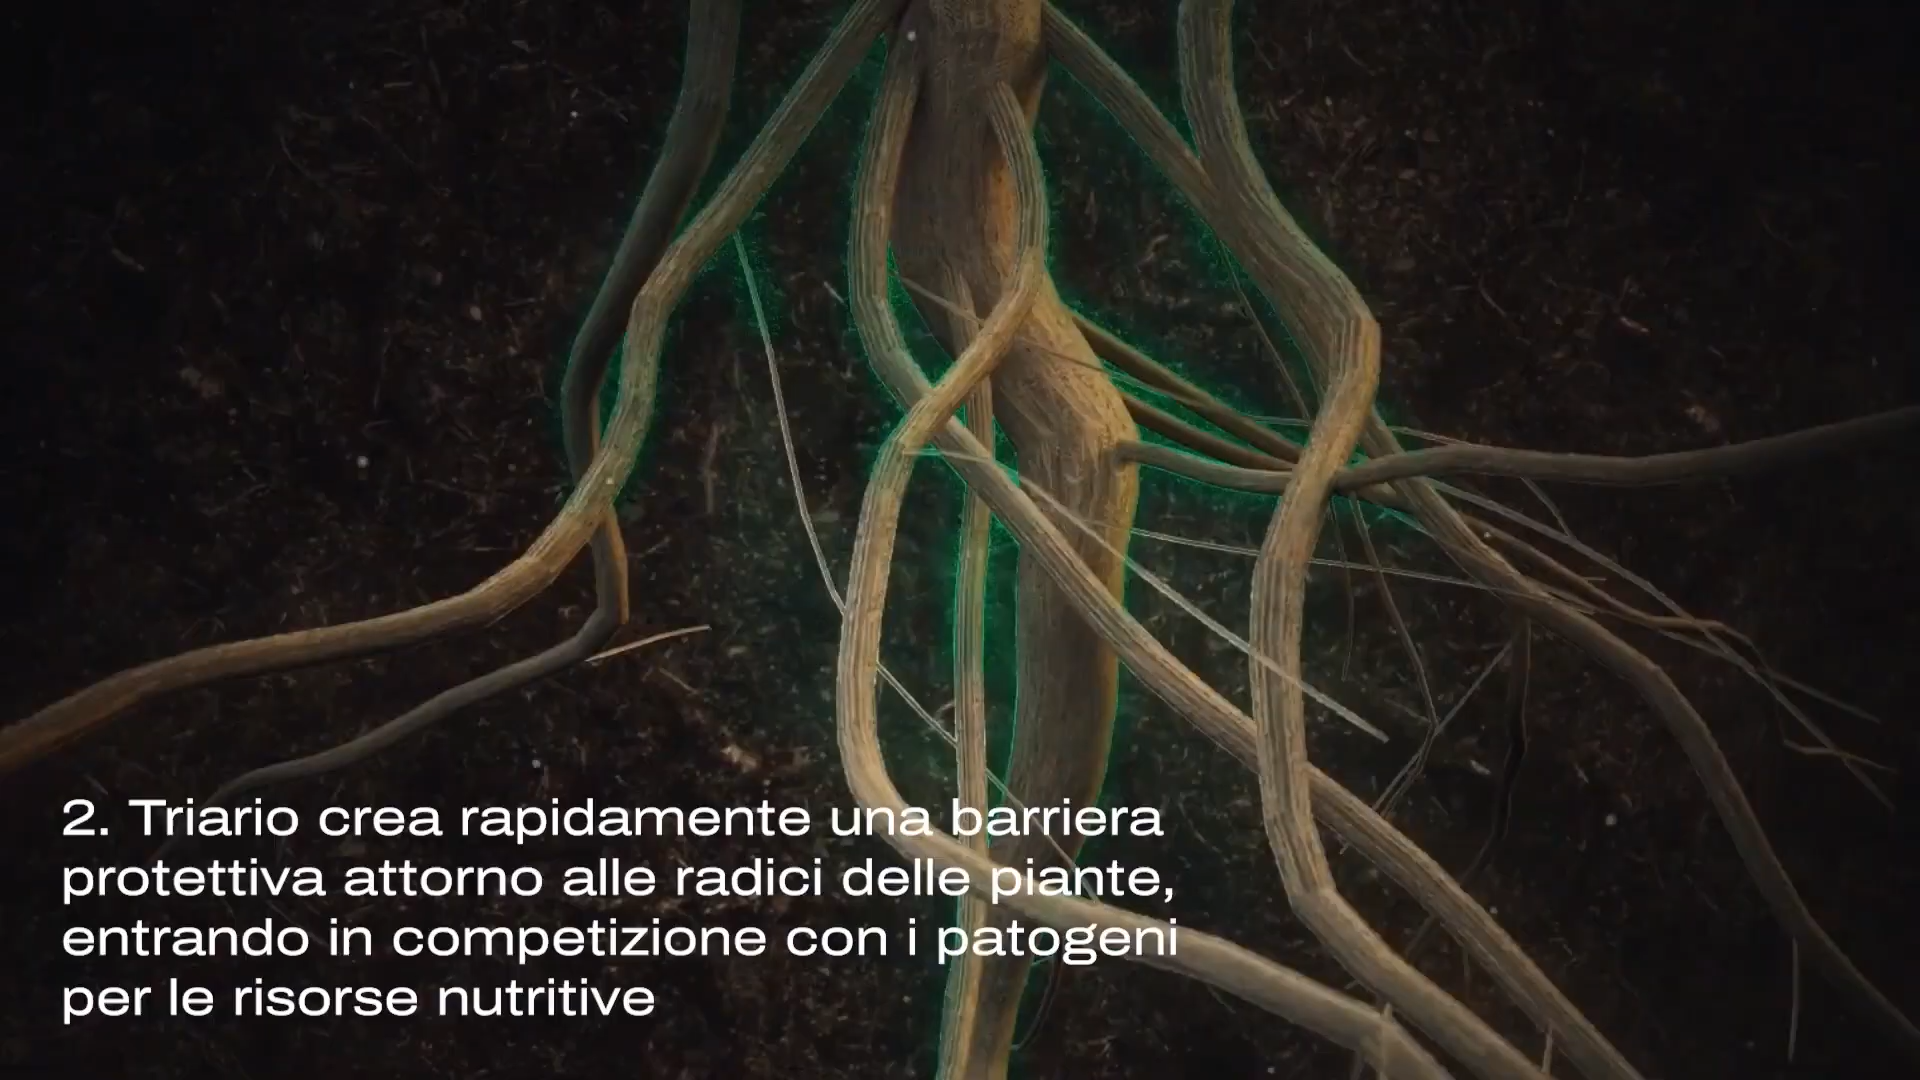 2. Triario crea rapidamente una barriera
protettiva attorno alle radici delle piante,
entrando in competizione con i patogeni
per le risorse nutritive